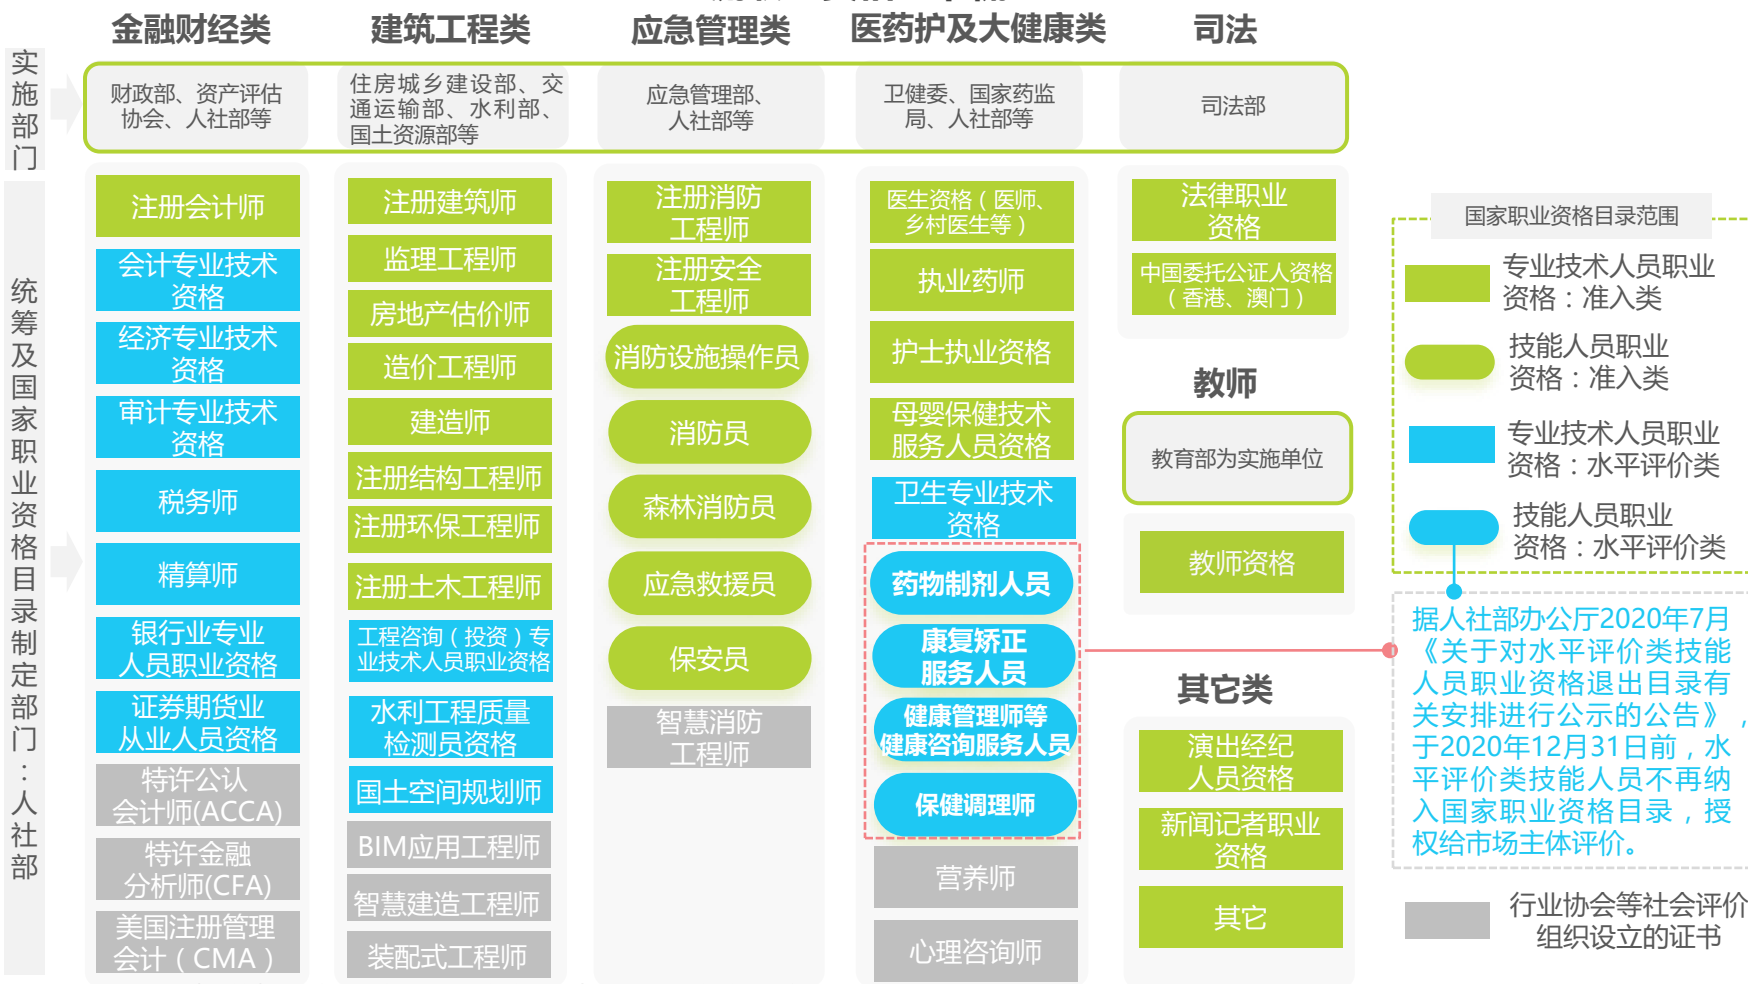 金融财经类
建筑工程类
应急管理类
医药护及大健康类
司法
实施部门
财政部、资产评估
协会、人社部等
住房城乡建设部、交
通运输部、水利部、
国土资源部等
应急管理部、
人社部等
卫健委、国家药监
局、人社部等
司法部
统筹及国家职业资格目录制定部门：人社部
注册会计师
会计专业技术
资格
经济专业技术
资格
审计专业技术
资格
税务师
精算师
银行业专业
人员职业资格
证券期货业
从业人员资格
特许公认
会计师(ACCA)
特许金融
分析师(CFA)
美国注册管理
会计（CMA）
注册建筑师
监理工程师
房地产估价师
造价工程师
建造师
注册结构工程师
注册环保工程师
注册土木工程师
工程咨询（投资）专
业技术人员职业资格
水利工程质量
检测员资格
国土空间规划师
BIM应用工程师
智慧建造工程师
装配式工程师
注册消防
工程师
注册安全
工程师
消防设施操作员
消防员
森林消防员
应急救援员
保安员
智慧消防
工程师
医生资格（医师、
乡村医生等）
执业药师
护士执业资格
母婴保健技术
服务人员资格
卫生专业技术
资格
药物制剂人员
康复矫正
服务人员
健康管理师等
健康咨询服务人员
保健调理师
营养师
心理咨询师
法律职业
资格
中国委托公证人资格
（香港、澳门）
教师
教育部为实施单位
教师资格
其它类
演出经纪
人员资格
新闻记者职业
资格
其它
国家职业资格目录范围
专业技术人员职业
资格：准入类
技能人员职业
资格：准入类
专业技术人员职业
资格：水平评价类
技能人员职业
资格：水平评价类
据人社部办公厅2020年7月
《关于对水平评价类技能
人员职业资格退出目录有
关安排进行公示的公告》，
于2020年12月31日前，水
平评价类技能人员不再纳
入国家职业资格目录，授
权给市场主体评价。
行业协会等社会评价
组织设立的证书